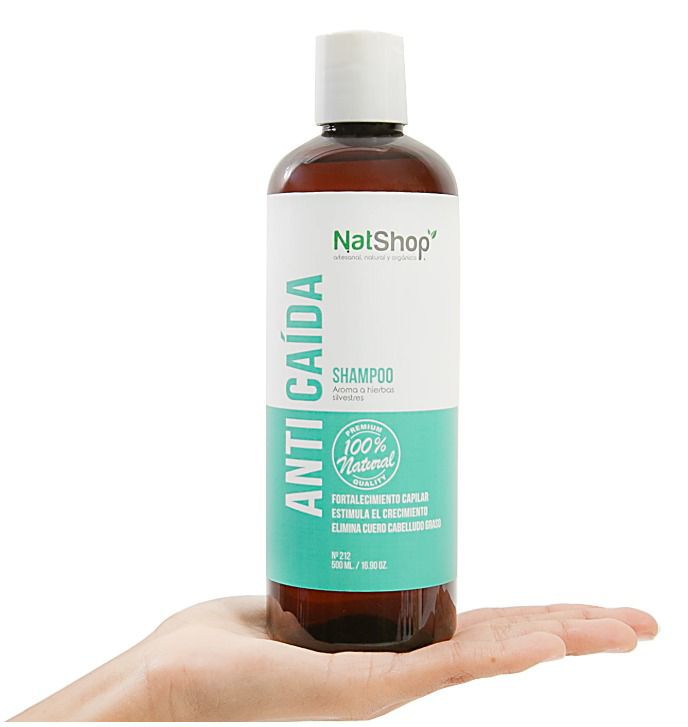 NatShop
artesanal, natural y orgánico
ANTI CAÍDA
SHAMPOO
Aroma a hierbas
silvestres
PREMIUM
100%
Natural
QUALITY
FORTALECIMIENTO CAPILAR
ESTIMULA EL CRECIMIENTO
ELIMINA CUERO CABELLUDO GRASO
Nº 212
500 ML. / 16.90 OZ.